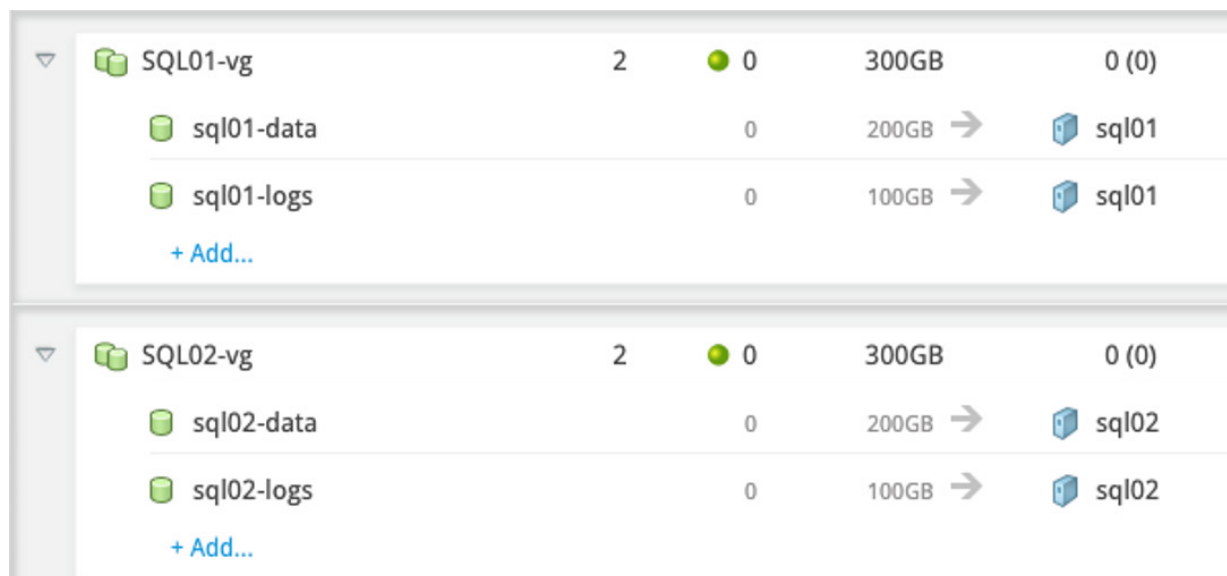 SQL01-vg 2 0 300GB 0 (0)
sql01-data 0 200GB sql01
sql01-logs 0 100GB sql01
+ Add...
SQL02-vg 2 0 300GB 0 (0)
sql02-data 0 200GB sql02
sql02-logs 0 100GB sql02
+ Add...